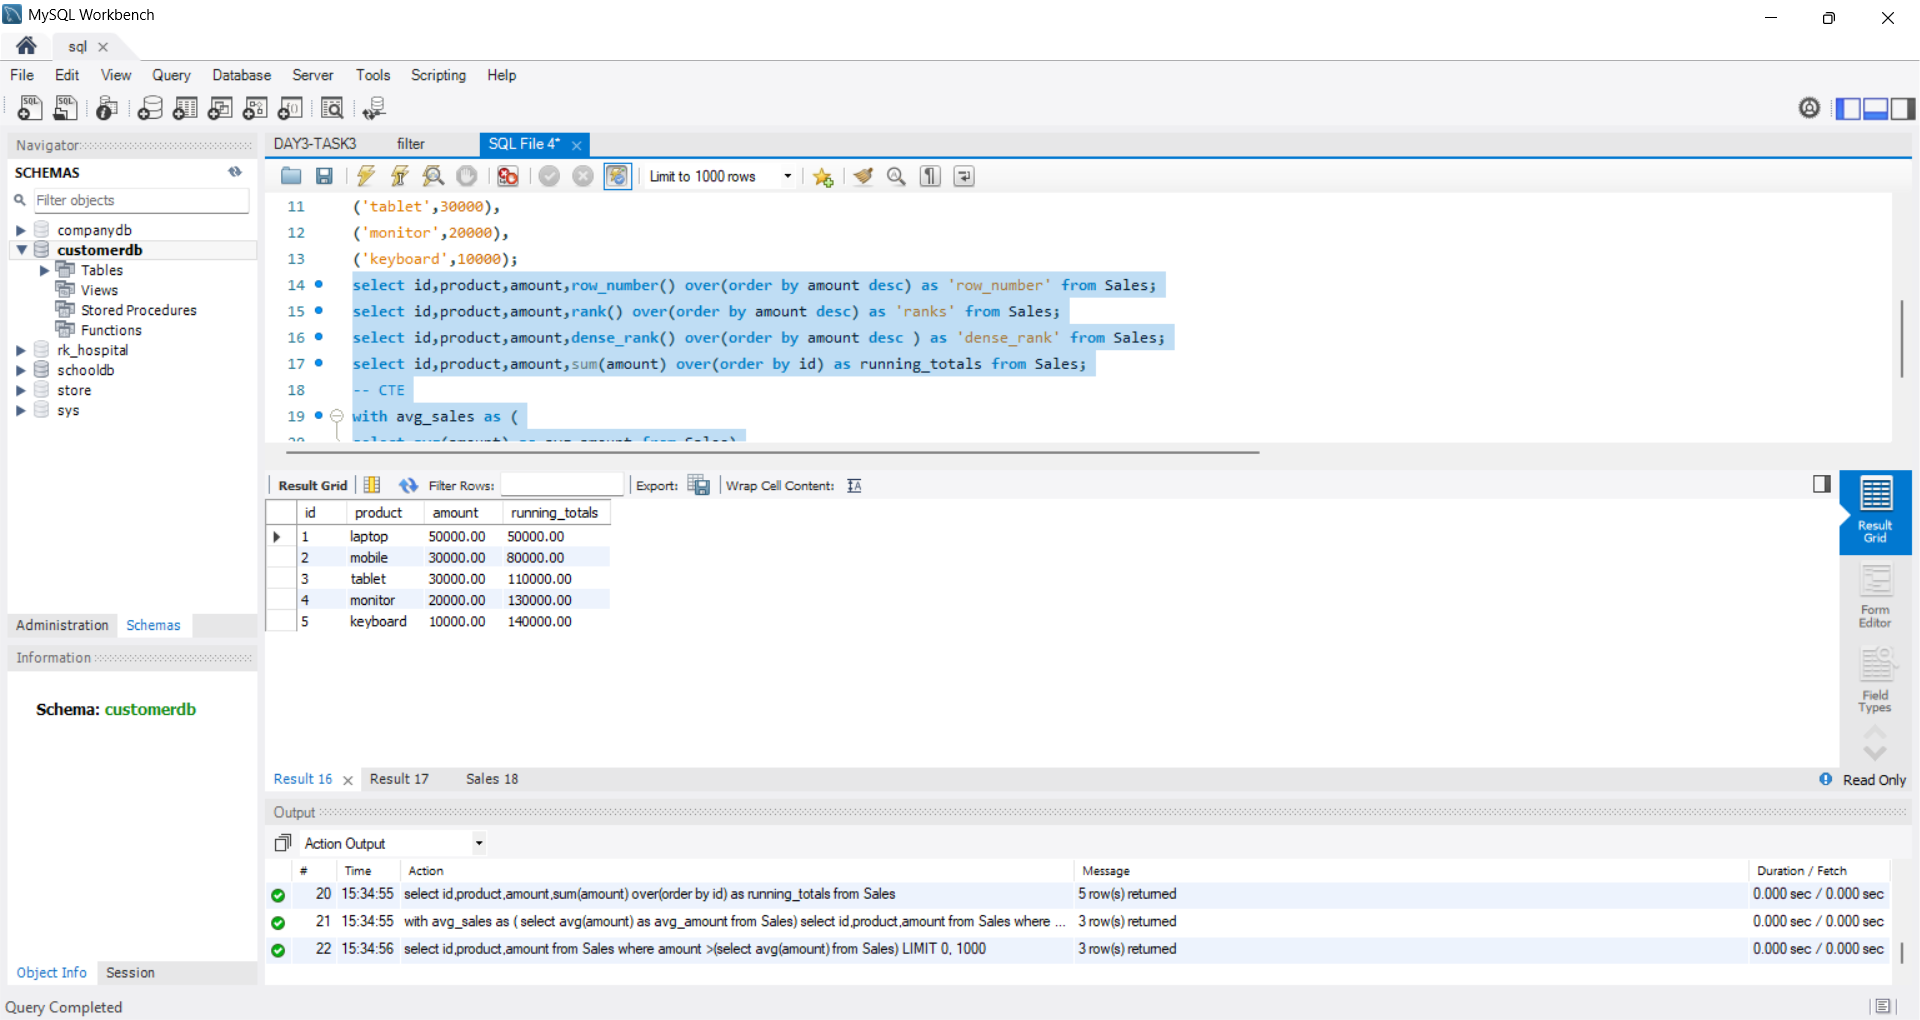 MySQL Workbench
sql
File Edit View Query Database Server Tools Scripting Help
Navigator
SCHEMAS
Filter objects
companydb
customerdb
Tables
Views
Stored Procedures
Functions
rk_hospital
schooldb
store
sys
Administration Schemas
Information
Schema: customerdb
Object Info Session
Query Completed
DAY3-TASK3 filter SQL File 4*
Limit to 1000 rows
11 ('tablet',30000),
12 ('monitor',20000),
13 ('keyboard',10000);
14 select id,product,amount,row_number() over(order by amount desc) as 'row_number' from Sales;
15 select id,product,amount,rank() over(order by amount desc) as 'ranks' from Sales;
16 select id,product,amount,dense_rank() over(order by amount desc ) as 'dense_rank' from Sales;
17 select id,product,amount,sum(amount) over(order by id) as running_totals from Sales;
18 -- CTE
19 with avg_sales as (
20 select avg(amount) as avg_amount from Sales)
Result Grid Filter Rows: Export: Wrap Cell Content:
id product amount running_totals
1 laptop 50000.00 50000.00
2 mobile 30000.00 80000.00
3 tablet 30000.00 110000.00
4 monitor 20000.00 130000.00
5 keyboard 10000.00 140000.00
Result Grid
Form Editor
Field Types
Result 16 Result 17 Sales 18
Read Only
Output
Action Output
# Time Action Message Duration / Fetch
20 15:34:55 select id,product,amount,sum(amount) over(order by id) as running_totals from Sales 5 row(s) returned 0.000 sec / 0.000 sec
21 15:34:55 with avg_sales as ( select avg(amount) as avg_amount from Sales) select id,product,amount from Sales where ... 3 row(s) returned 0.000 sec / 0.000 sec
22 15:34:56 select id,product,amount from Sales where amount >(select avg(amount) from Sales) LIMIT 0, 1000 3 row(s) returned 0.000 sec / 0.000 sec